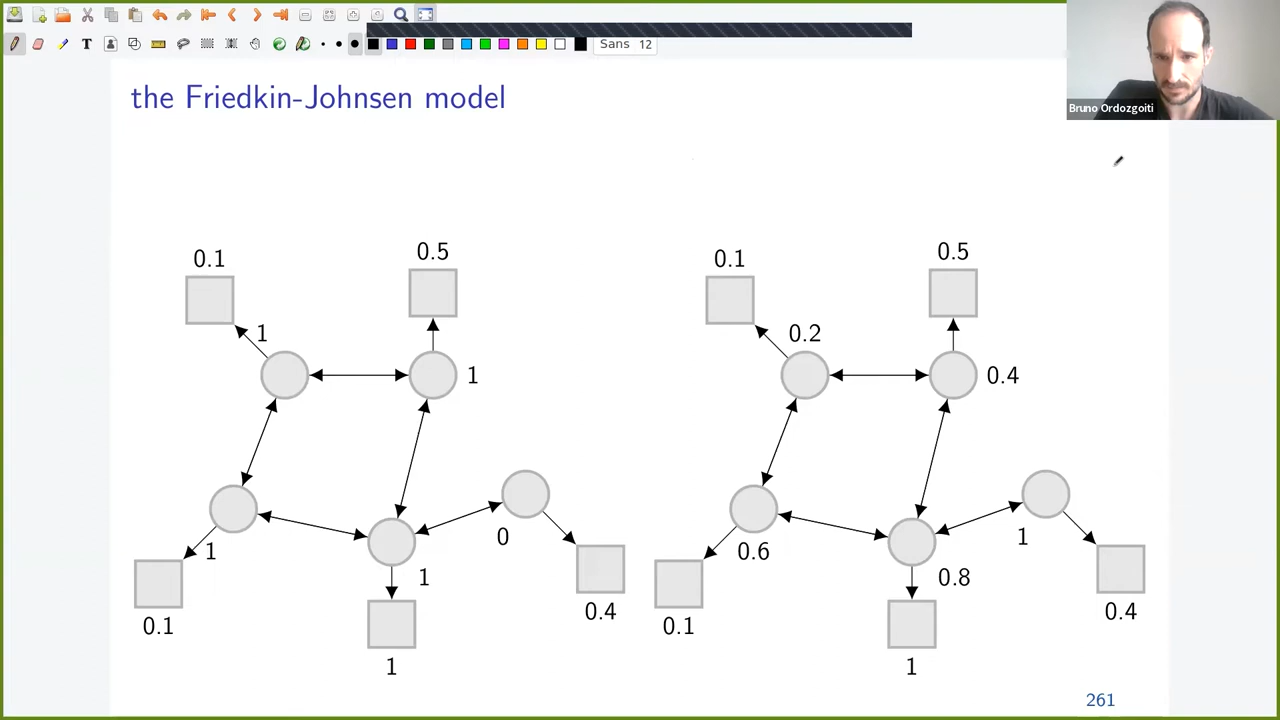 Sans 12
Bruno Ordozgoiti
the Friedkin-Johnsen model
0.1 0.5 0.1 0.5
1 0.2
1 0.4
0 1
1 0.6
1 0.8
0.4 0.4
0.1 0.1
1 1
261